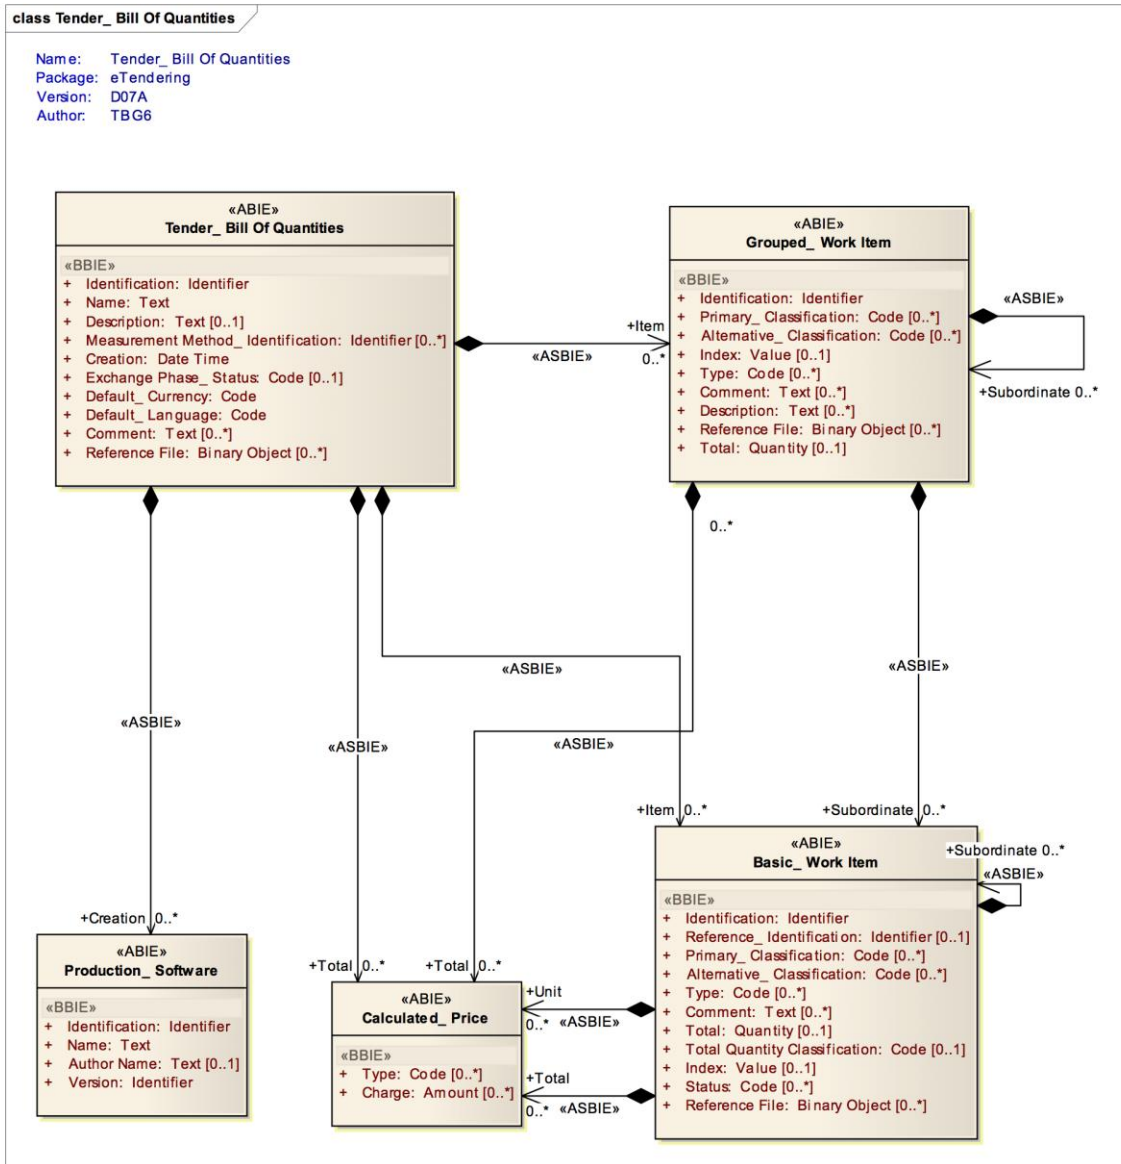 class Tender_ Bill Of Quantities
Name: Tender_ Bill Of Quantities
Package: eTendering
Version: D07A
Author: TBG6
«ABIE»
Tender_ Bill Of Quantities
«BBIE»
+ Identification: Identifier
+ Name: Text
+ Description: Text [0..1]
+ Measurement Method_ Identification: Identifier [0..*]
+ Creation: Date Time
+ Exchange Phase_ Status: Code [0..1]
+ Default_ Currency: Code
+ Default_ Language: Code
+ Comment: Text [0..*]
+ Reference File: Binary Object [0..*]
+Item
0..*
«ASBIE»
«ABIE»
Grouped_ Work Item
«BBIE»
+ Identification: Identifier
+ Primary_ Classification: Code [0..*]
+ Alternative_ Classification: Code [0..*]
+ Index: Value [0..1]
+ Type: Code [0..*]
+ Comment: Text [0..*]
+ Description: Text [0..*]
+ Reference File: Binary Object [0..*]
+ Total: Quantity [0..1]
«ASBIE»
+Subordinate 0..*
0..*
«ASBIE»
«ASBIE»
«ASBIE»
«ASBIE»
«ASBIE»
+Item 0..*
+Subordinate 0..*
+Creation 0..*
«ABIE»
Production_ Software
«BBIE»
+ Identification: Identifier
+ Name: Text
+ Author Name: Text [0..1]
+ Version: Identifier
+Total 0..*
+Total 0..*
«ABIE»
Calculated_ Price
«BBIE»
+ Type: Code [0..*]
+ Charge: Amount [0..*]
+Unit
0..* «ASBIE»
+Total
0..* «ASBIE»
«ABIE»
Basic_ Work Item
+Subordinate 0..*
«ASBIE»
«BBIE»
+ Identification: Identifier
+ Reference_ Identification: Identifier [0..1]
+ Primary_ Classification: Code [0..*]
+ Alternative_ Classification: Code [0..*]
+ Type: Code [0..*]
+ Comment: Text [0..*]
+ Total: Quantity [0..1]
+ Total Quantity Classification: Code [0..1]
+ Index: Value [0..1]
+ Status: Code [0..*]
+ Reference File: Binary Object [0..*]